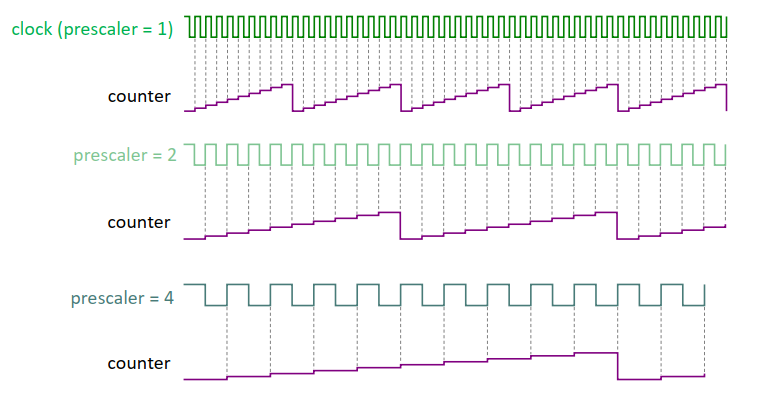 clock (prescaler = 1)
counter
prescaler = 2
counter
prescaler = 4
counter